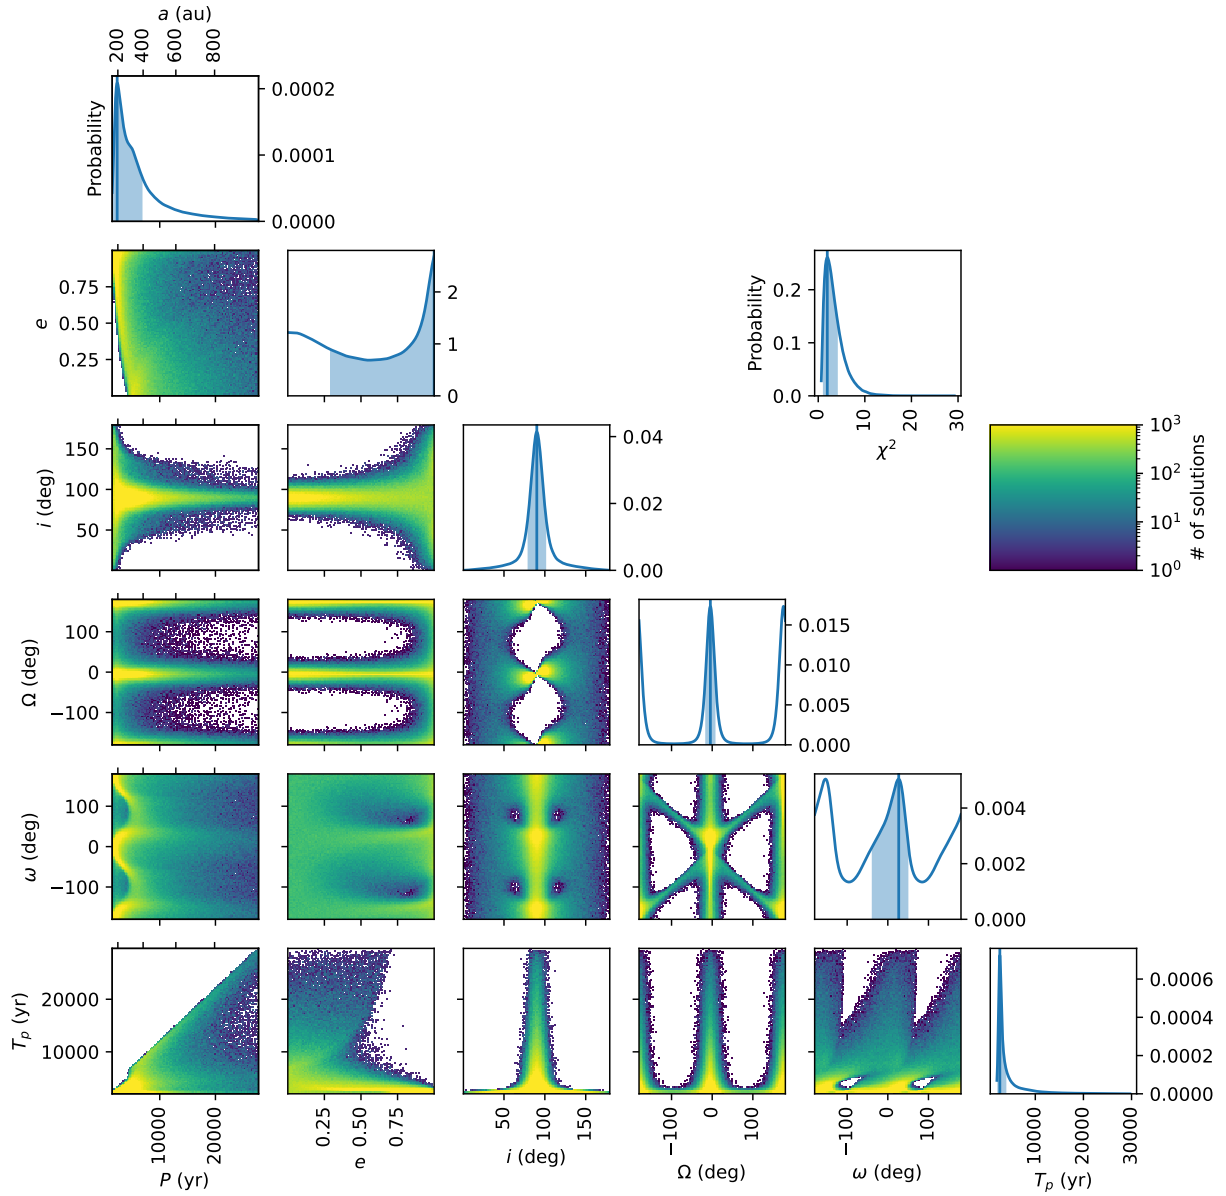 a (au)
200 400 600 800
Probability
0.0002
0.0001
0.0000
e
0.75
0.50
0.25
2
1
0
Probability
0.2
0.1
0.0
0 10 20 30
χ²
i (deg)
150
100
50
0.04
0.02
0.00
10³
10²
10¹
10⁰
# of solutions
Ω (deg)
100
0
−100
0.015
0.010
0.005
0.000
ω (deg)
100
0
−100
0.004
0.002
0.000
Tₚ (yr)
20000
10000
0.0006
0.0004
0.0002
0.0000
10000 20000
0.25 0.50 0.75
50 100 150
−100 0 100
−100 0 100
10000 20000 30000
P (yr) e i (deg) Ω (deg) ω (deg) Tₚ (yr)